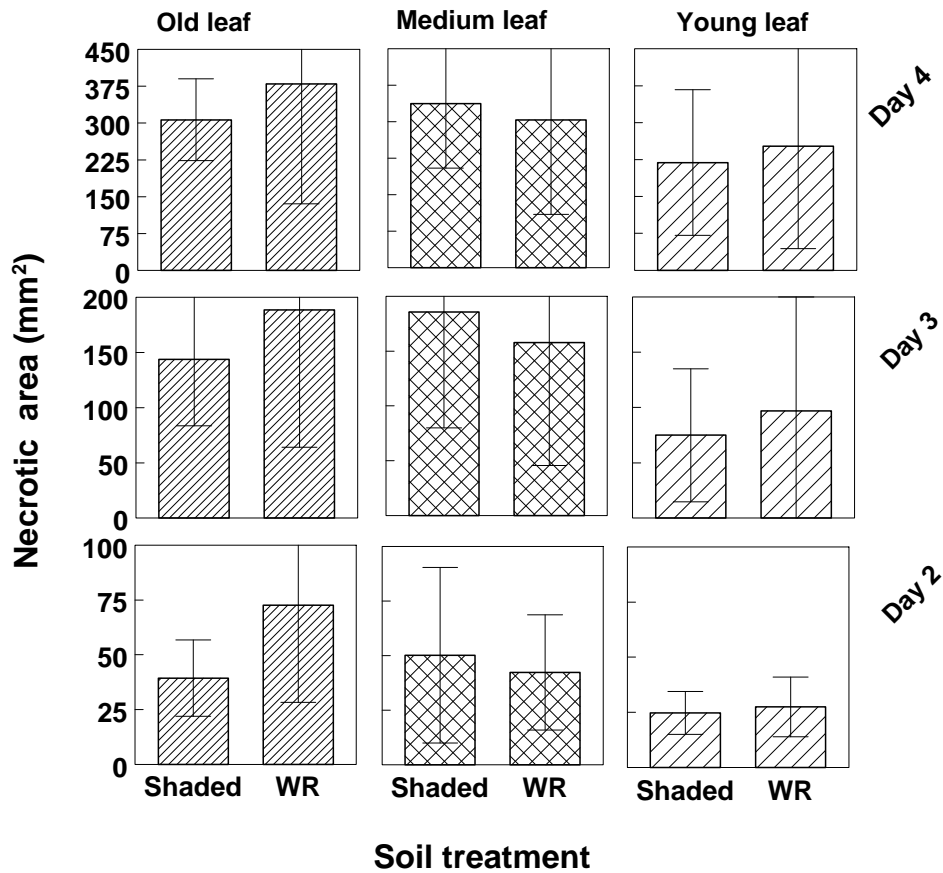 Old leaf Medium leaf Young leaf
450
375
300
225
150
75
0
Day 4
200
150
100
50
0
Day 3
100
75
50
25
0
Day 2
Necrotic area (mm²)
Shaded WR Shaded WR Shaded WR
Soil treatment